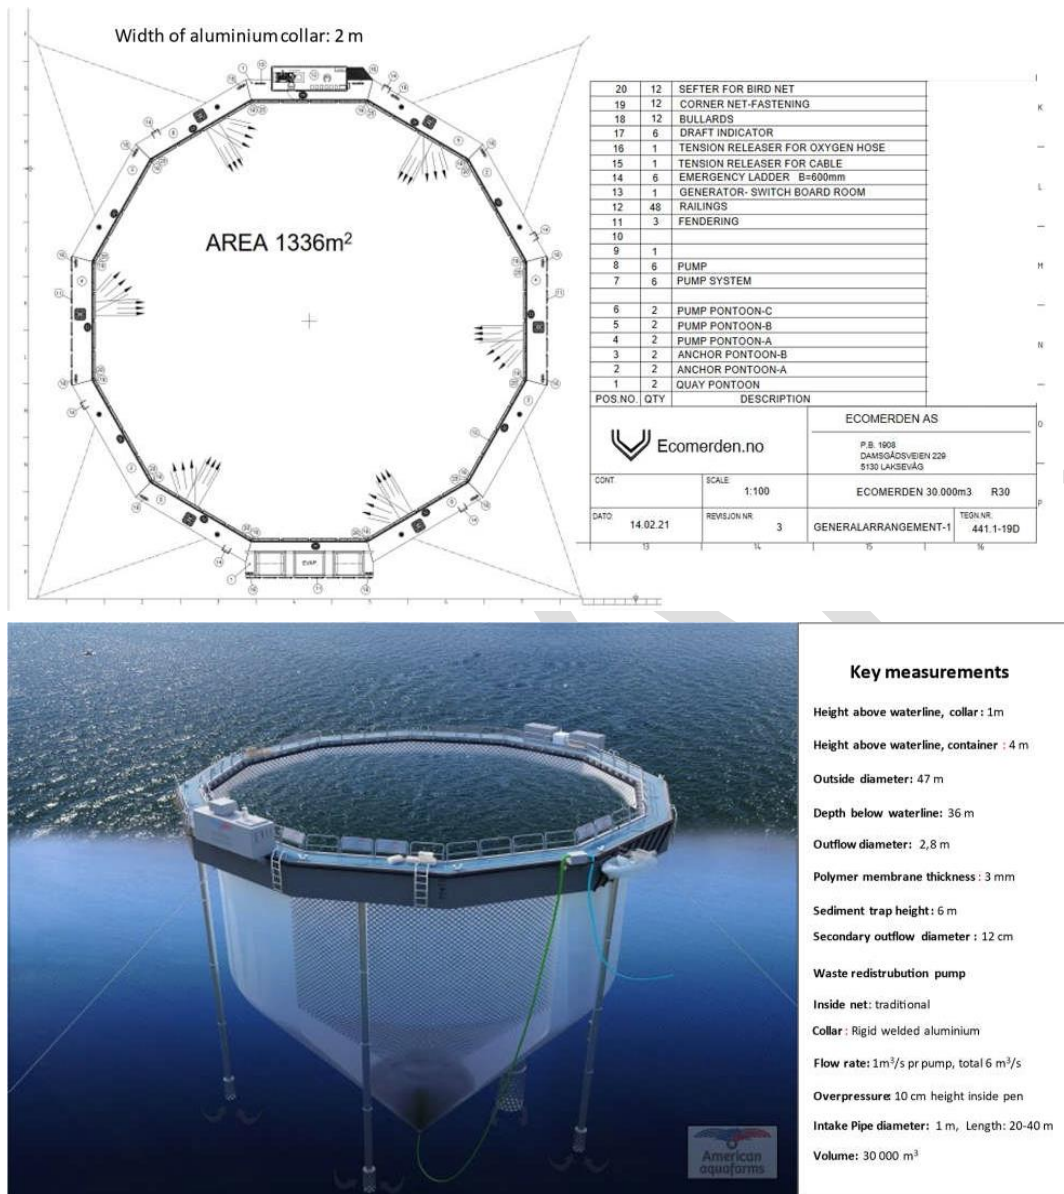 Width of aluminium collar: 2 m
AREA 1336m²
EVAP
20 12 SEFTER FOR BIRD NET
19 12 CORNER NET-FASTENING
18 12 BULLARDS
17 6 DRAFT INDICATOR
16 1 TENSION RELEASER FOR OXYGEN HOSE
15 1 TENSION RELEASER FOR CABLE
14 6 EMERGENCY LADDER B=600mm
13 1 GENERATOR- SWITCH BOARD ROOM
12 48 RAILINGS
11 3 FENDERING
10
9 1
8 6 PUMP
7 6 PUMP SYSTEM
6 2 PUMP PONTOON-C
5 2 PUMP PONTOON-B
4 2 PUMP PONTOON-A
3 2 ANCHOR PONTOON-B
2 2 ANCHOR PONTOON-A
1 2 QUAY PONTOON
POS.NO. QTY DESCRIPTION
Ecomerden.no
ECOMERDEN AS
P.B. 1908
DAMSGÅDSVEIEN 229
5130 LAKSEVÅG
CONT
SCALE
1:100
ECOMERDEN 30.000m3 R30
DATO
14.02.21
REVISJON NR
3
GENERALARRANGEMENT-1
TEGN.NR.
441.1-19D
13 14 15 16
K
L
M
N
O
P
American
aquafarms
Key measurements
Height above waterline, collar: 1m
Height above waterline, container : 4 m
Outside diameter: 47 m
Depth below waterline: 36 m
Outflow diameter: 2,8 m
Polymer membrane thickness : 3 mm
Sediment trap height: 6 m
Secondary outflow diameter : 12 cm
Waste redistrubution pump
Inside net: traditional
Collar : Rigid welded aluminium
Flow rate: 1m³/s pr pump, total 6 m³/s
Overpressure: 10 cm height inside pen
Intake Pipe diameter: 1 m, Length: 20-40 m
Volume: 30 000 m³